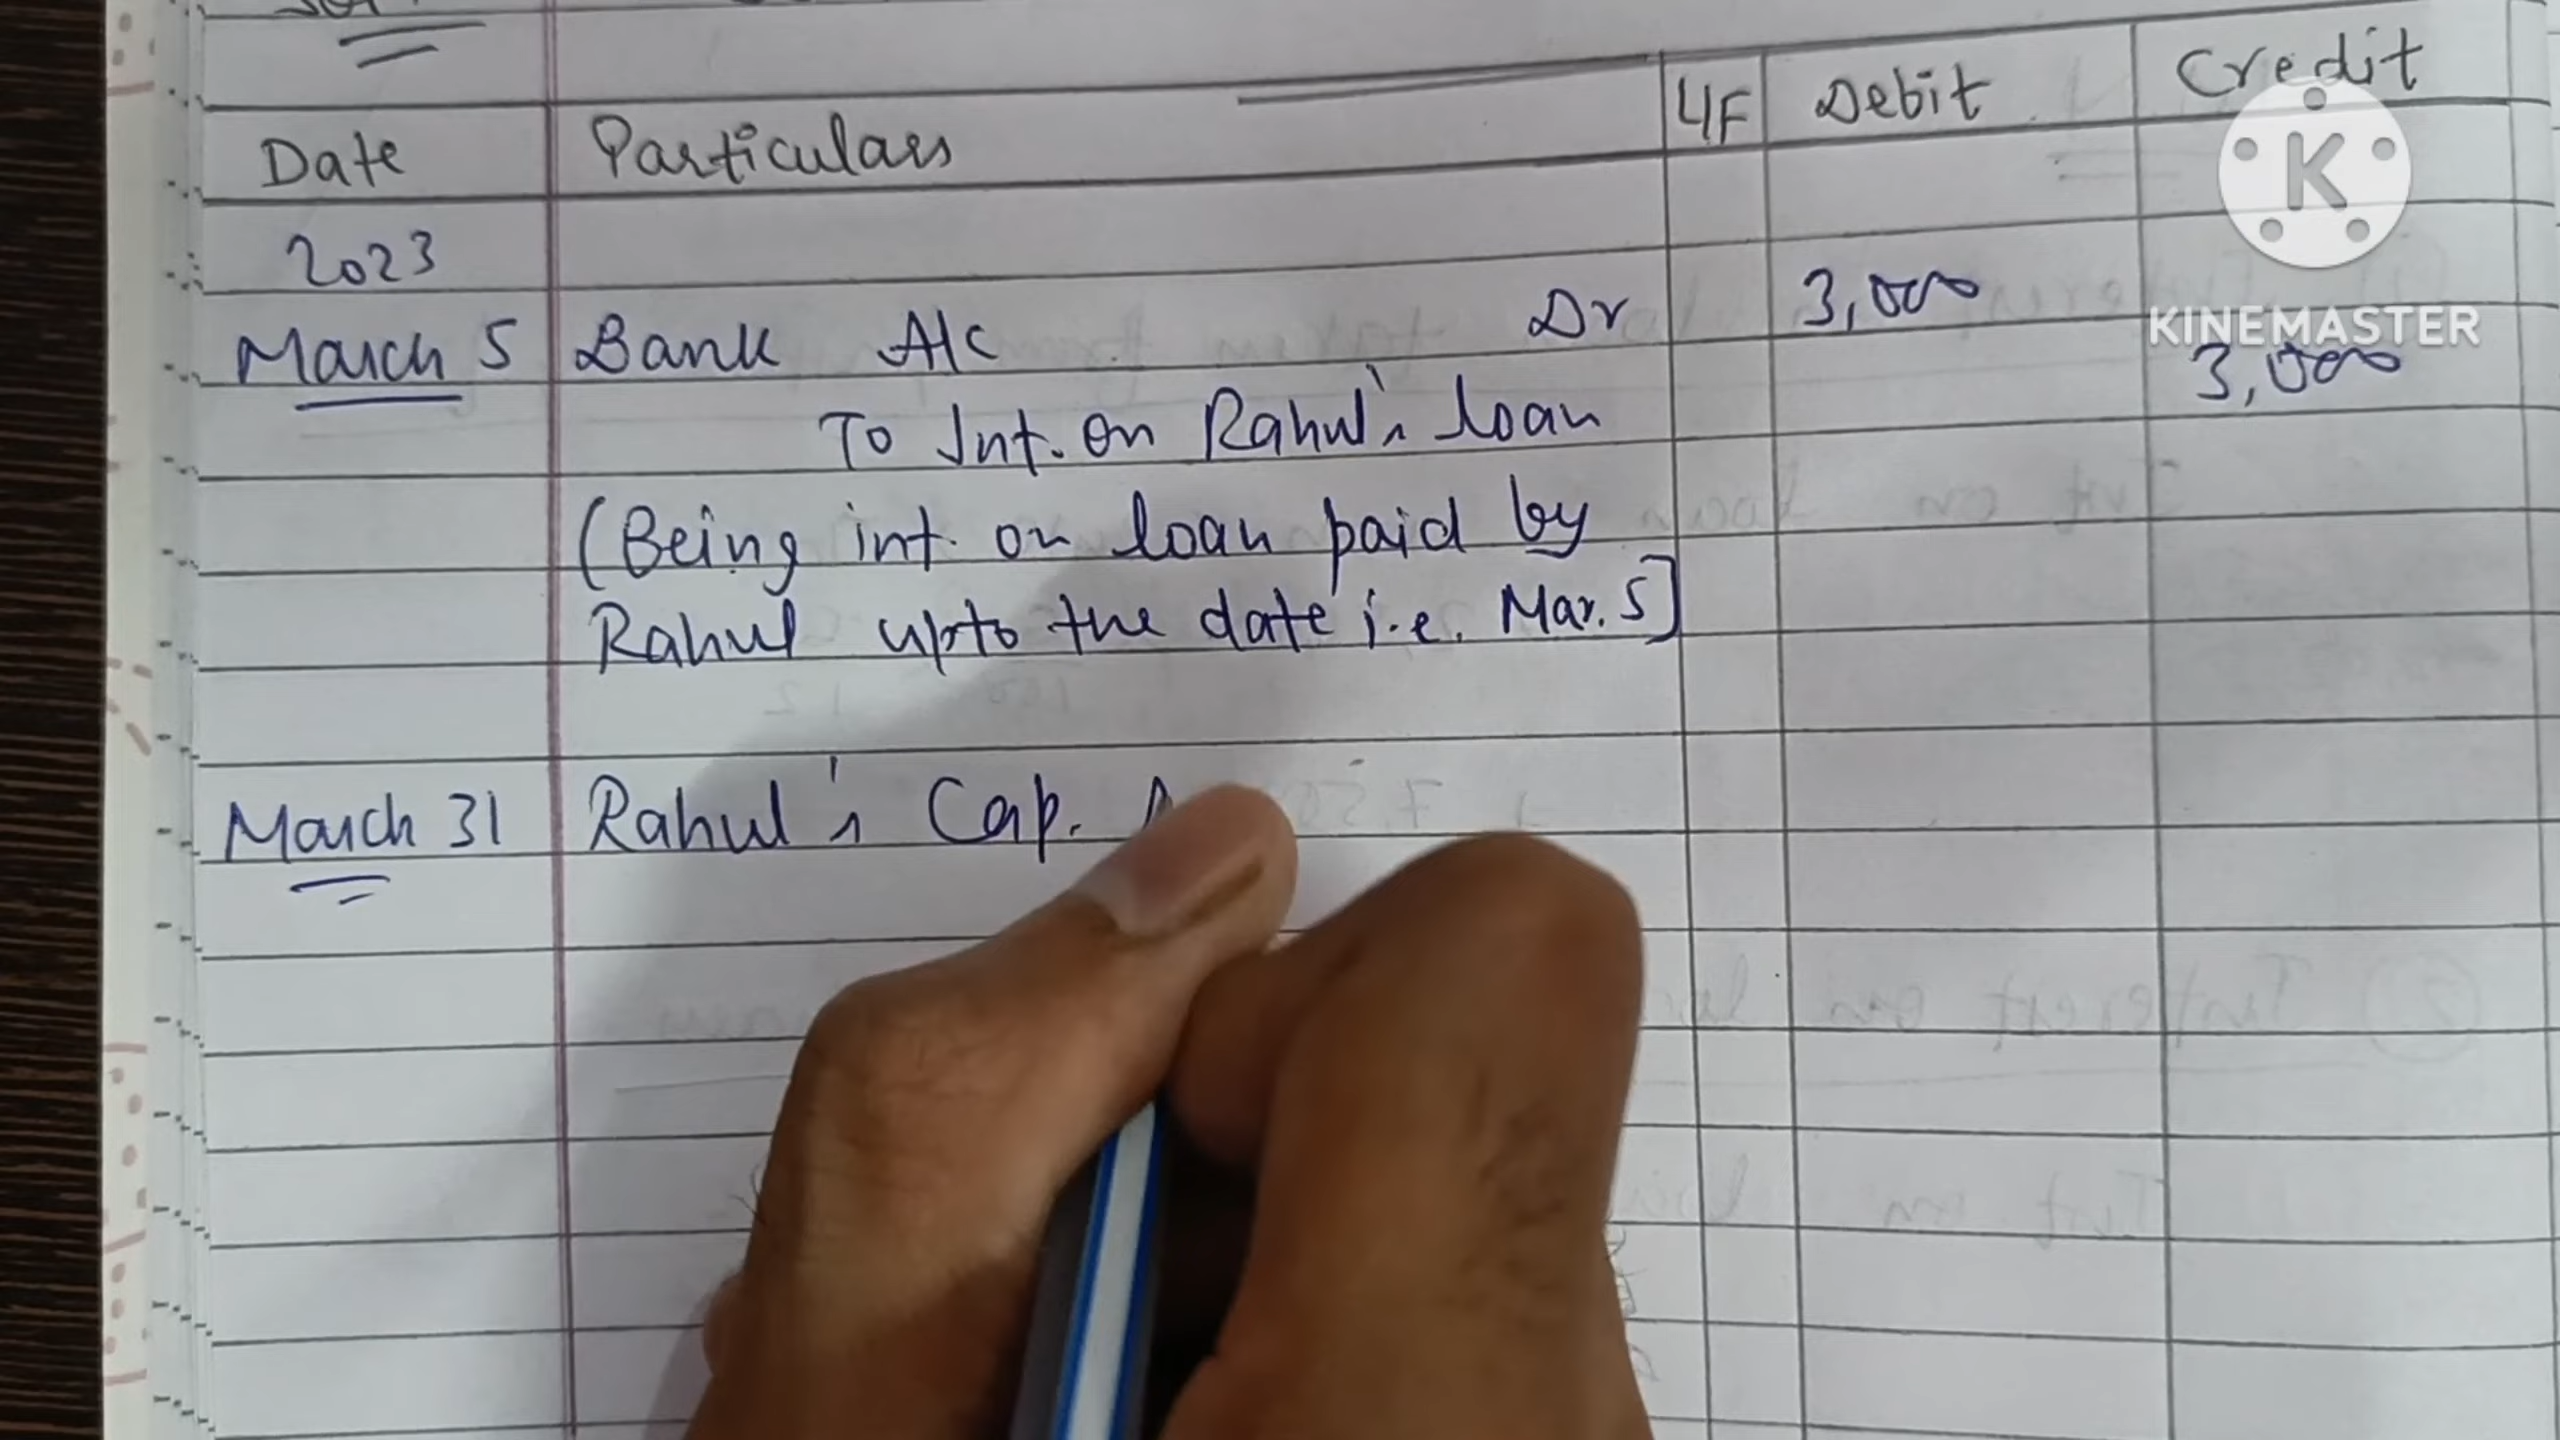 Date Particulars L/F Debit Credit
2023
March 5 Bank A/c Dr 3,000
To Int. on Rahul's loan 3,000
(Being int. on loan paid by
Rahul upto the date i.e. Mar. 5]
March 31 Rahul's Cap. A
K
KINEMASTER